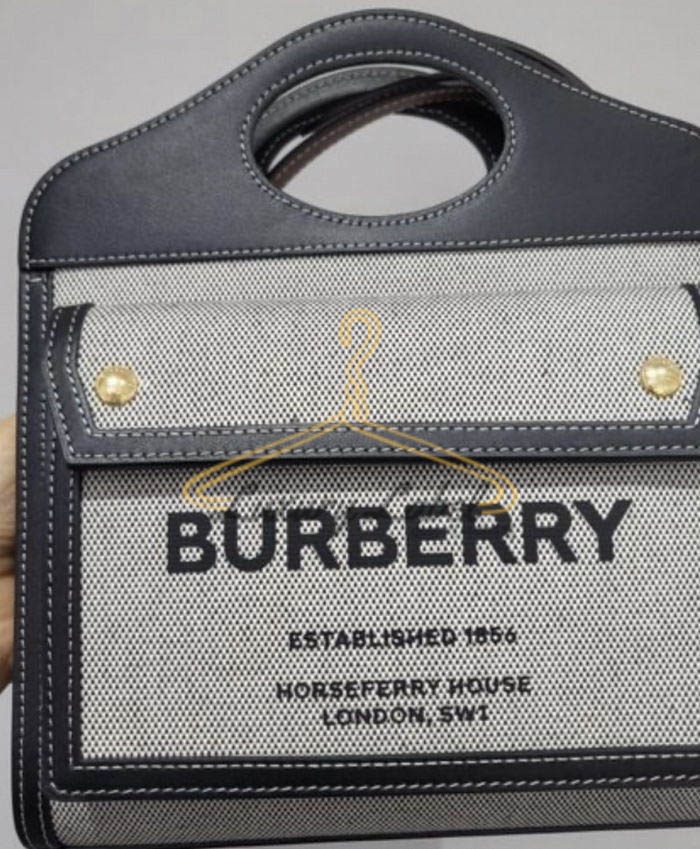 BURBERRY
ESTABLISHED 1856
HORSEFERRY HOUSE
LONDON, SW1